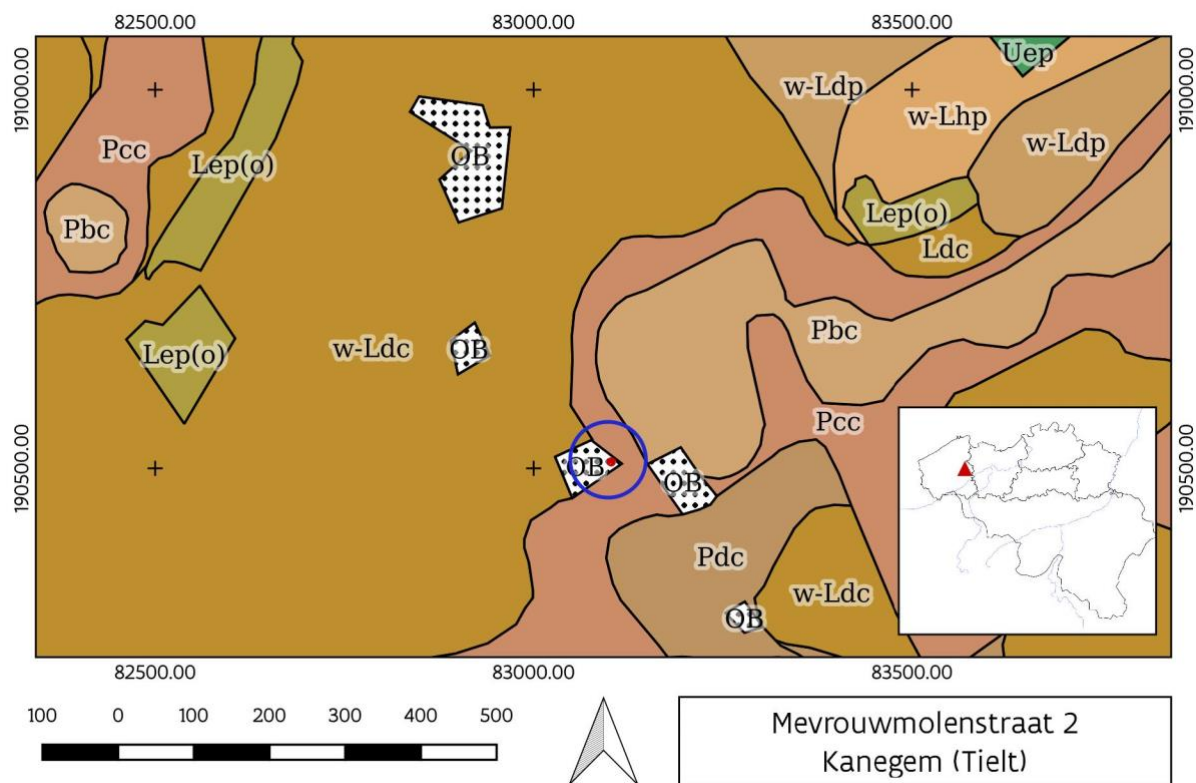 82500.00 83000.00 83500.00
191000.00 191000.00
Uep
w-Ldp
w-Lhp
Pcc
w-Ldp
OB
Lep(o)
Lep(o)
Pbc
Ldc
Pbc
w-Ldc
OB
Lep(o)
Pcc
190500.00 190500.00
OB
OB
Pdc
w-Ldc
OB
82500.00 83000.00 83500.00
100 0 100 200 300 400 500
Mevrouwmolenstraat 2
Kanegem (Tielt)